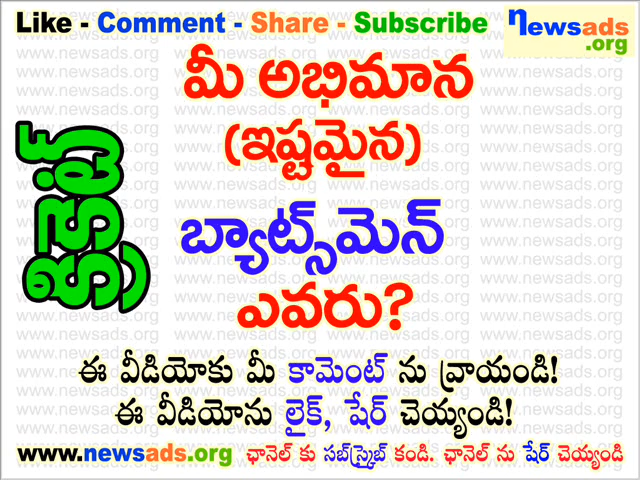 Like - Comment - Share - Subscribe
newsads
.org
మీ అభిమాన
(ఇష్టమైన)
క్రికెట్
బ్యాట్స్‌మెన్
ఎవరు?
ఈ వీడియోకు మీ కామెంట్ ను వ్రాయండి!
ఈ వీడియోను లైక్, షేర్ చెయ్యండి!
www.newsads.org ఛానెల్ కు సబ్‌స్క్రైబ్ కండి. ఛానెల్ ను షేర్ చెయ్యండి